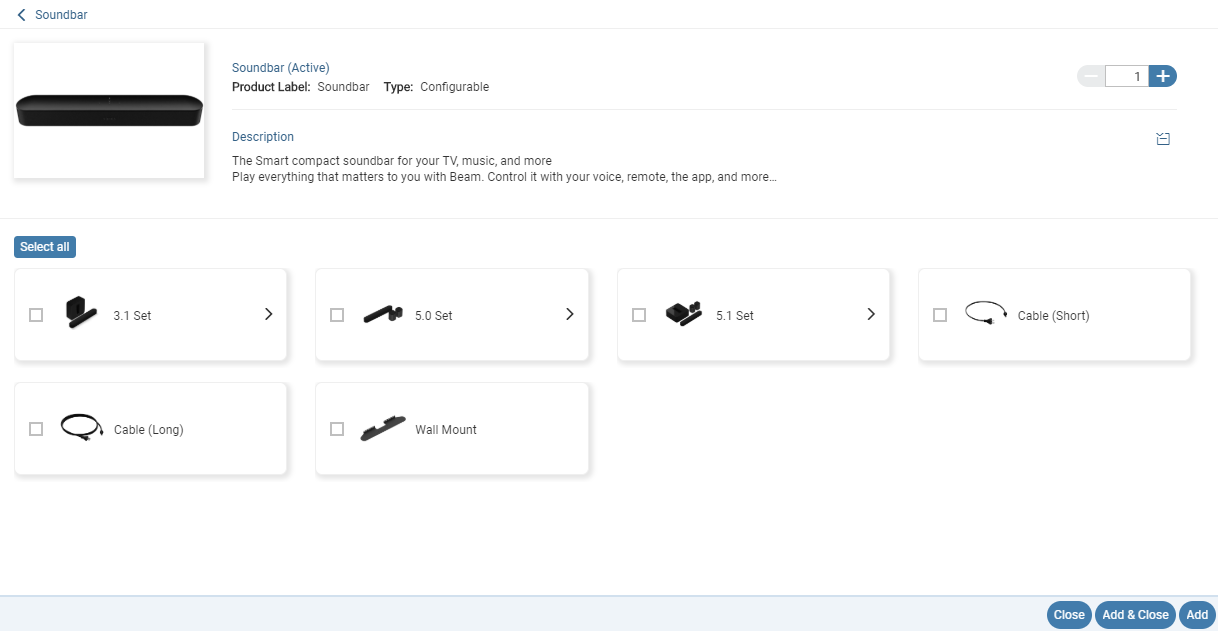 Soundbar
Soundbar (Active)
Product Label: Soundbar Type: Configurable
1
Description
The Smart compact soundbar for your TV, music, and more
Play everything that matters to you with Beam. Control it with your voice, remote, the app, and more...
Select all
3.1 Set
5.0 Set
5.1 Set
Cable (Short)
Cable (Long)
Wall Mount
Close
Add & Close
Add